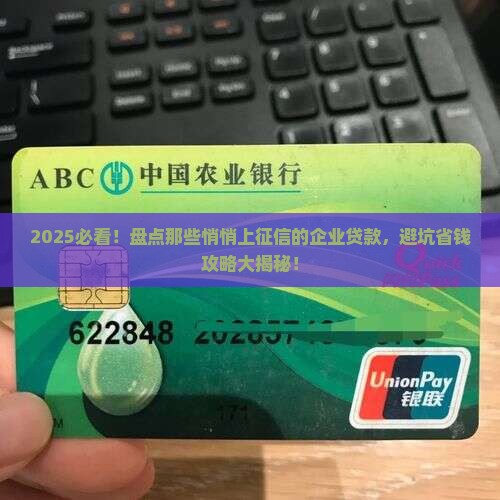 ABC 中国农业银行
2025必看！盘点那些悄悄上征信的企业贷款，避坑省钱
攻略大揭秘！
622848
171
UnionPay
银联